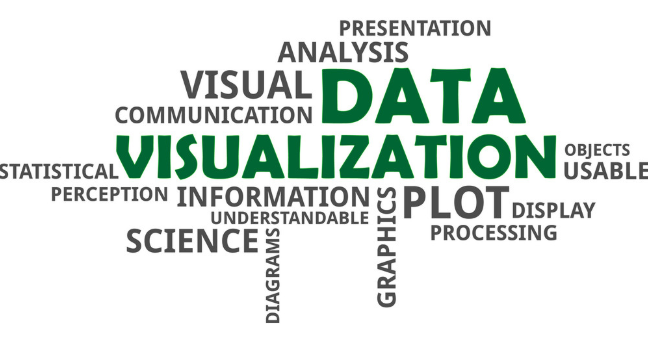 PRESENTATION
ANALYSIS
VISUAL
DATA
COMMUNICATION
VISUALIZATION
OBJECTS
STATISTICAL
USABLE
PERCEPTION
INFORMATION
PLOT
DISPLAY
UNDERSTANDABLE
GRAPHICS
PROCESSING
SCIENCE
DIAGRAMS